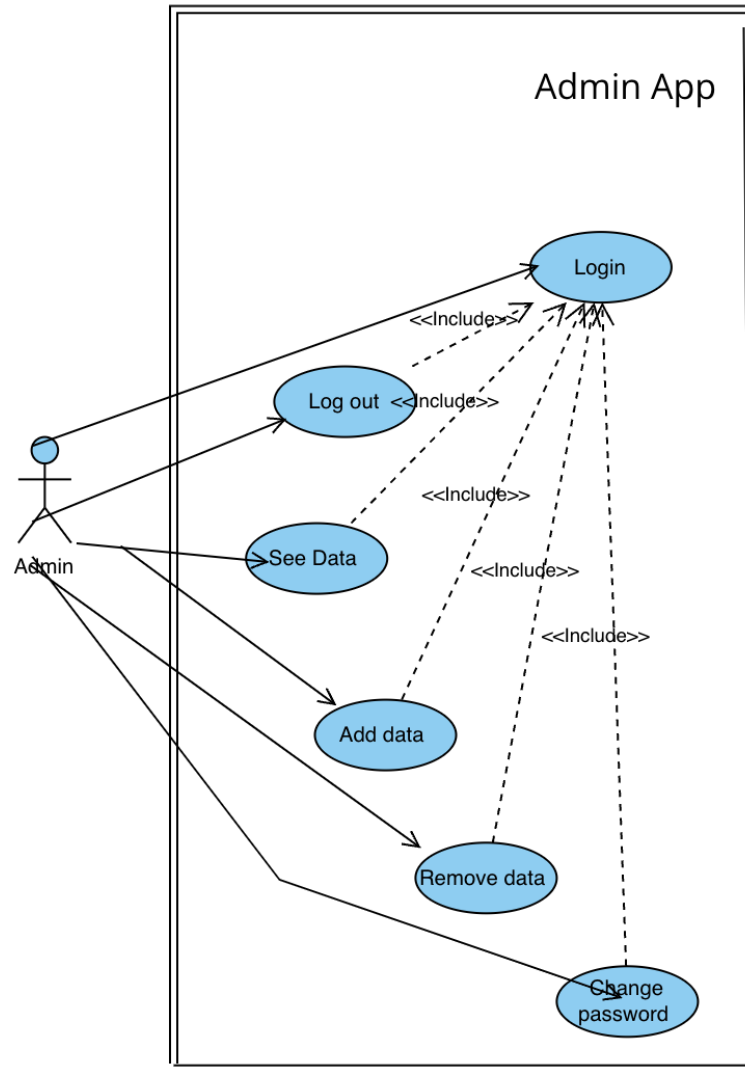 Admin App
Login
<<Include>>
Log out
<<Include>>
<<Include>>
See Data
Admin
<<Include>>
<<Include>>
Add data
Remove data
Change
password